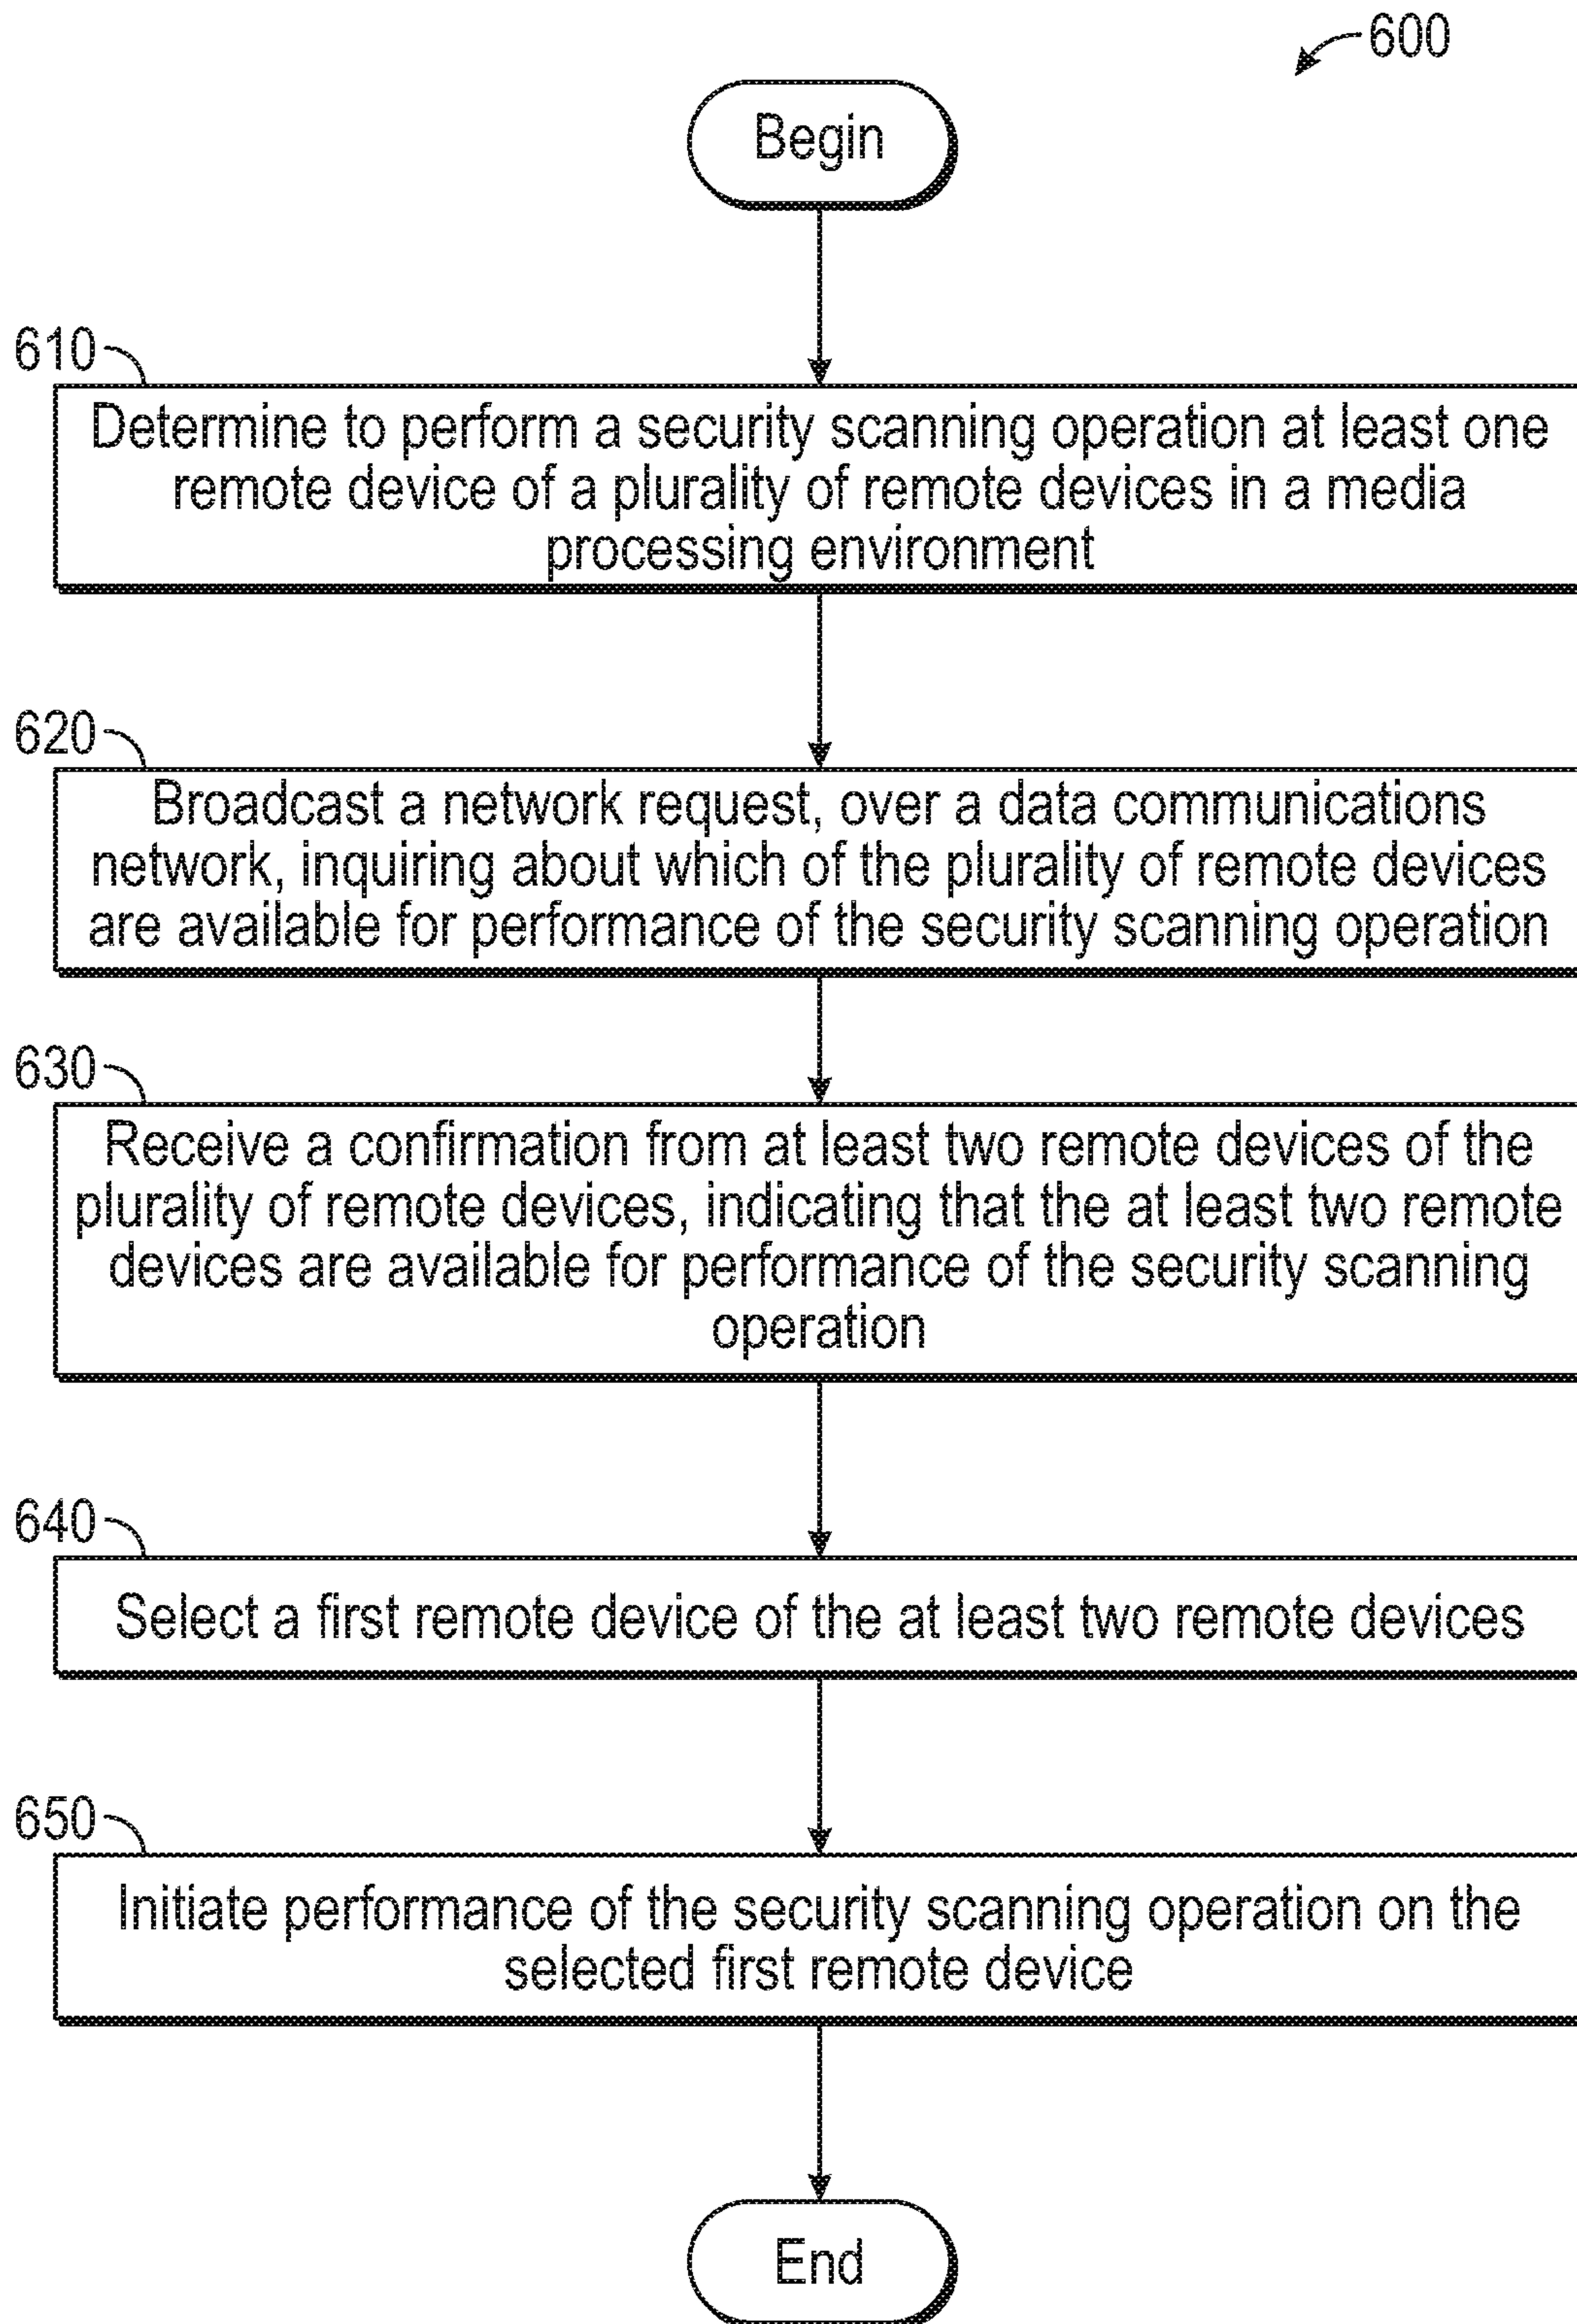 600
Begin
610
Determine to perform a security scanning operation at least one
remote device of a plurality of remote devices in a media
processing environment
620
Broadcast a network request, over a data communications
network, inquiring about which of the plurality of remote devices
are available for performance of the security scanning operation
630
Receive a confirmation from at least two remote devices of the
plurality of remote devices, indicating that the at least two remote
devices are available for performance of the security scanning
operation
640
Select a first remote device of the at least two remote devices
650
Initiate performance of the security scanning operation on the
selected first remote device
End